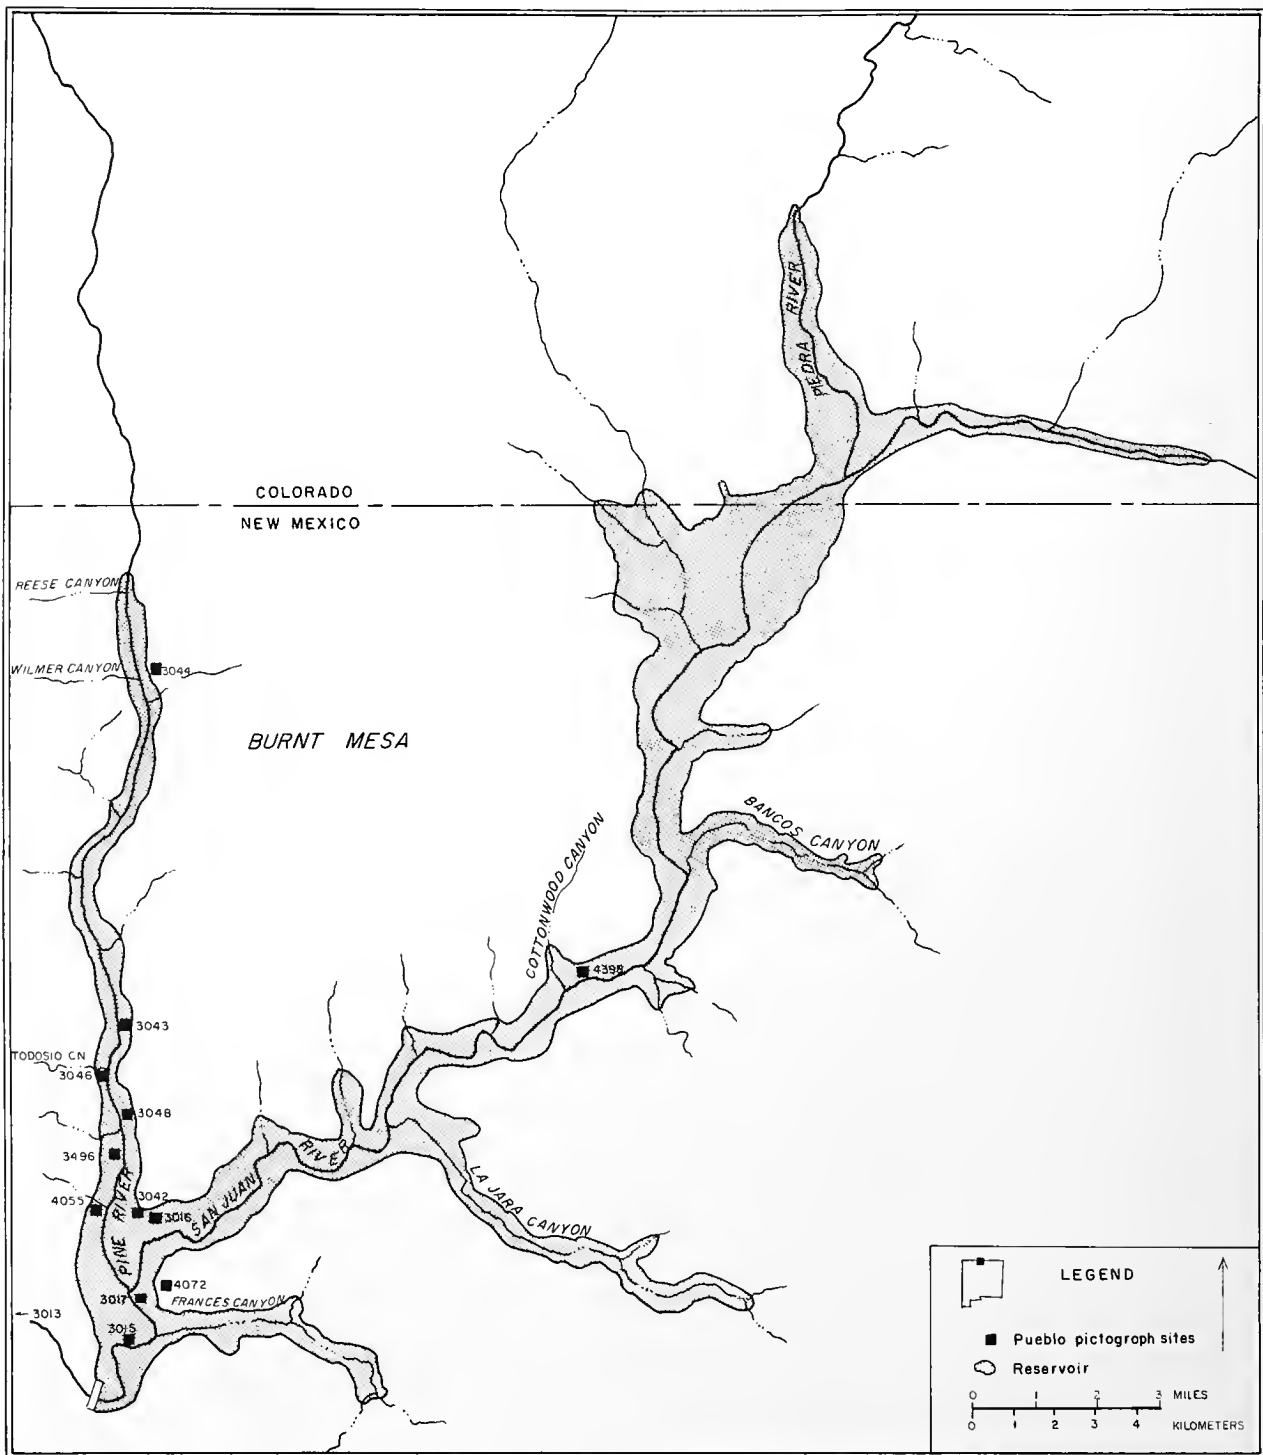 PIEDRA RIVER
COLORADO
NEW MEXICO
REESE CANYON
WILMER CANYON
3044
BURNT MESA
BANCOS CANYON
COTTONWOOD CANYON
4398
3043
TODOSIO CN
3046
3048
3496
4055
PINE RIVER
3042
3016
SAN JUAN RIVER
LA JARA CANYON
4072
FRANCES CANYON
3017
← 3013
3015
LEGEND
Pueblo pictograph sites
Reservoir
0 1 2 3 MILES
0 1 2 3 4 KILOMETERS